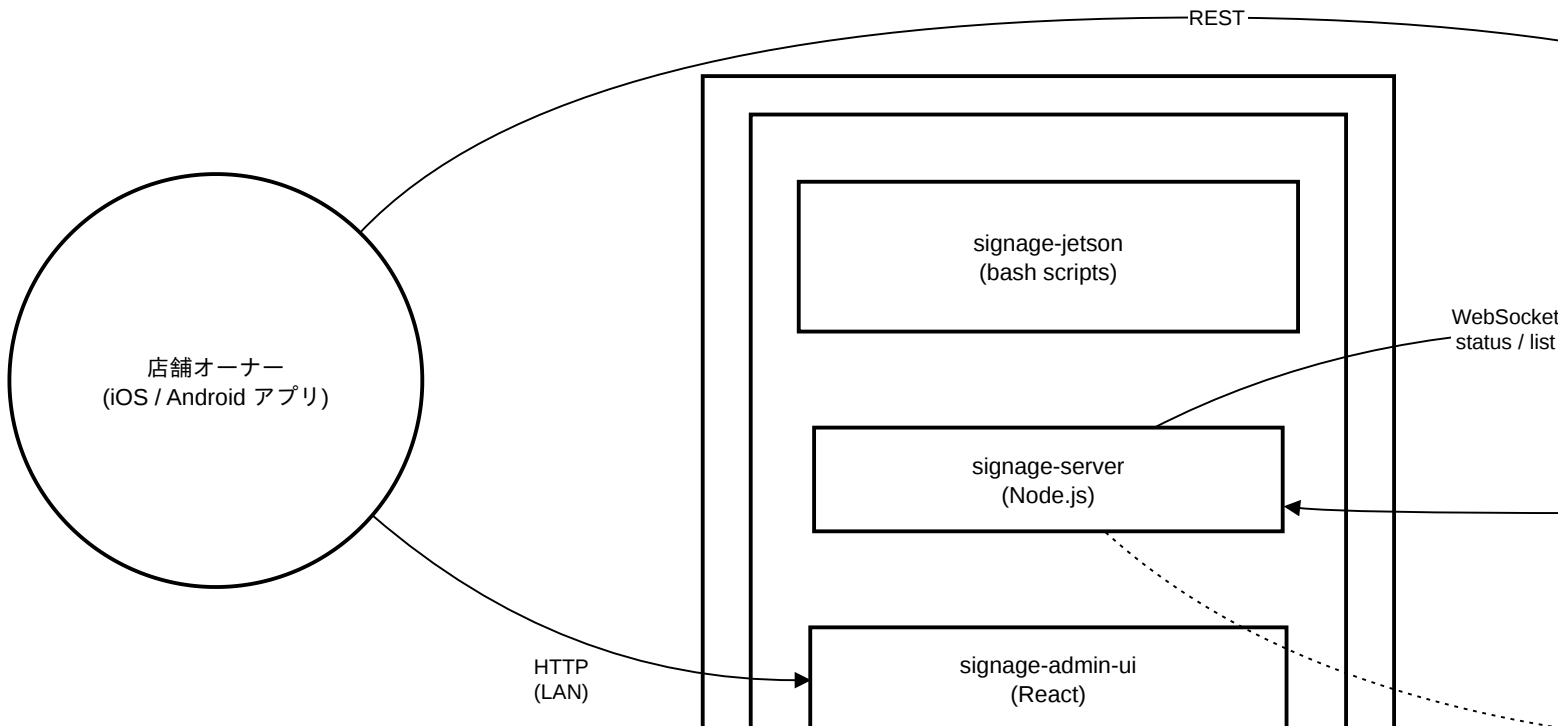 REST
signage-jetson
(bash scripts)
WebSocket
status / list
店舗オーナー
(iOS / Android アプリ)
signage-server
(Node.js)
HTTP
(LAN)
signage-admin-ui
(React)